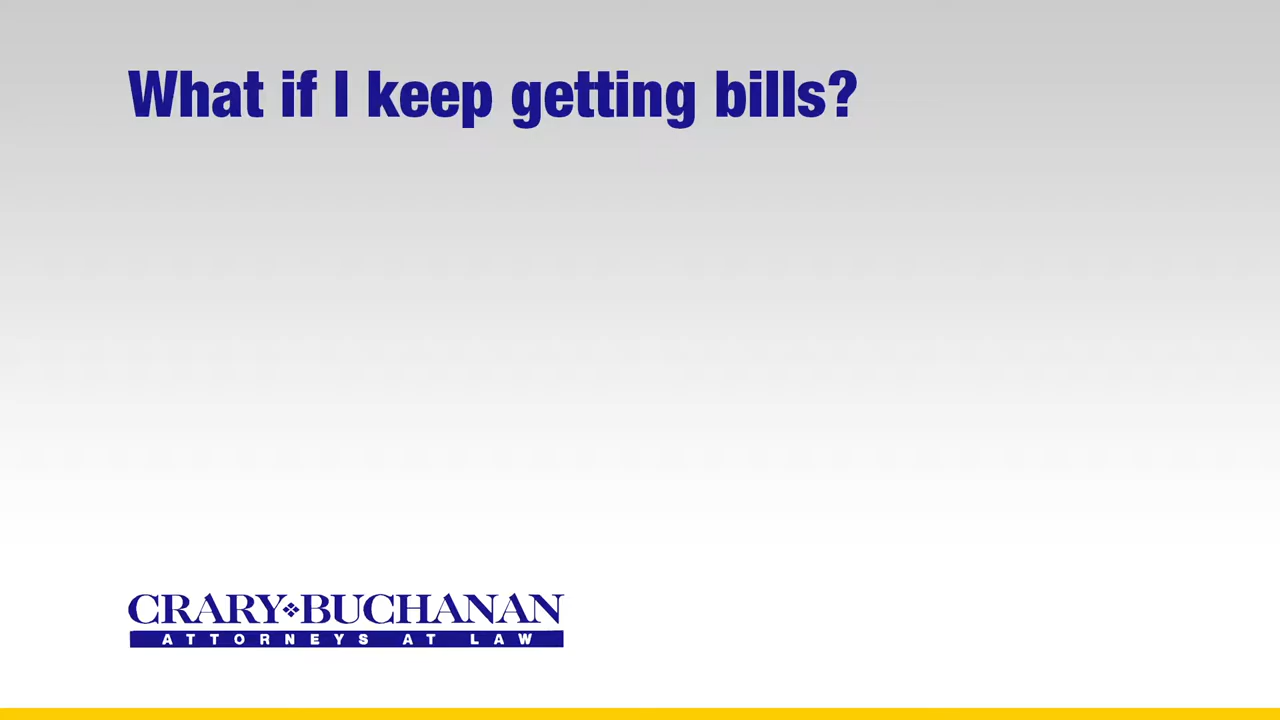 What if I keep getting bills?
CRARY❖BUCHANAN
ATTORNEYS AT LAW